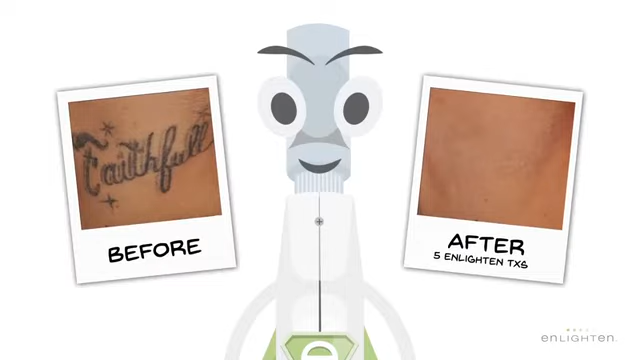 faithfull
BEFORE
AFTER
5 ENLIGHTEN TXS
e
enLIGHTEN.